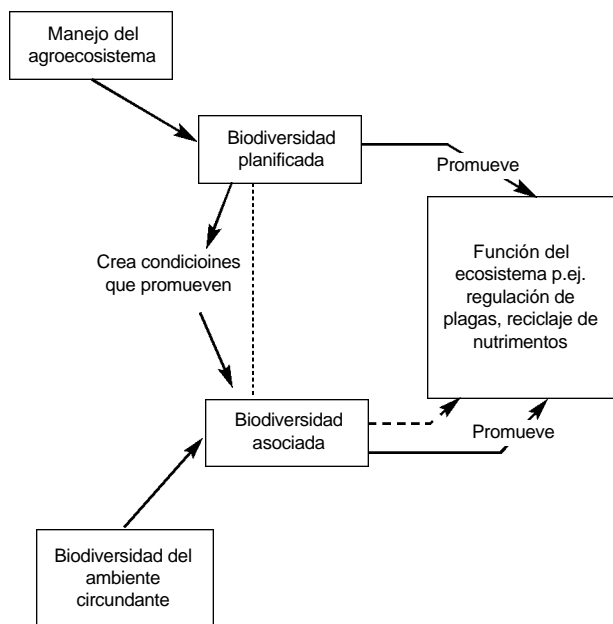 Manejo del
agroecosistema
Biodiversidad
planificada
Promueve
Crea condicioines
que promueven
Función del
ecosistema p.ej.
regulación de
plagas, reciclaje de
nutrimentos
Biodiversidad
asociada
Promueve
Biodiversidad del
ambiente
circundante